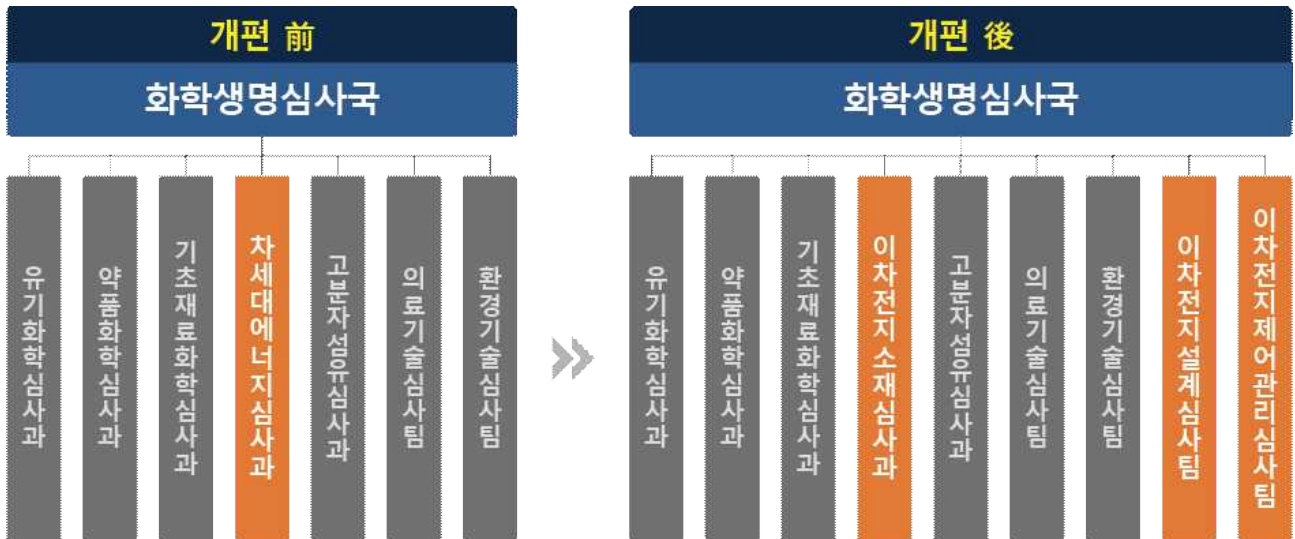 개편 前
화학생명심사국
유기화학심사과
약품화학심사과
기초재료화학심사과
차세대에너지심사과
고분자섬유심사과
의료기술심사팀
환경기술심사팀
개편 後
화학생명심사국
유기화학심사과
약품화학심사과
기초재료화학심사과
이차전지소재심사과
고분자섬유심사과
의료기술심사팀
환경기술심사팀
이차전지설계심사팀
이차전지제어관리심사팀